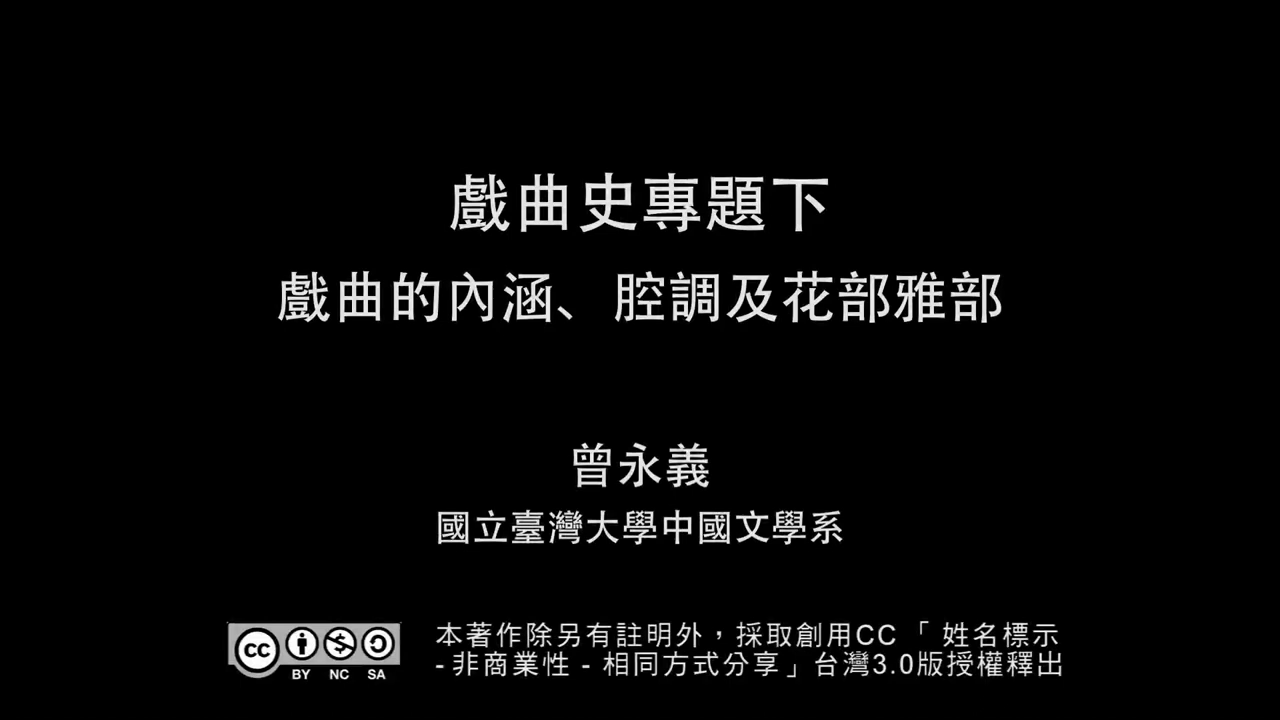 戲曲史專題下
戲曲的內涵、腔調及花部雅部
曾永義
國立臺灣大學中國文學系
cc
BY NC SA
本著作除另有註明外，採取創用CC「 姓名標示
- 非商業性 - 相同方式分享」台灣3.0版授權釋出